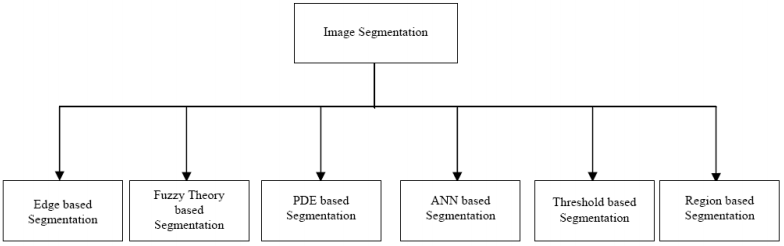 Image Segmentation
Edge based
Segmentation
Fuzzy Theory
based
Segmentation
PDE based
Segmentation
ANN based
Segmentation
Threshold based
Segmentation
Region based
Segmentation